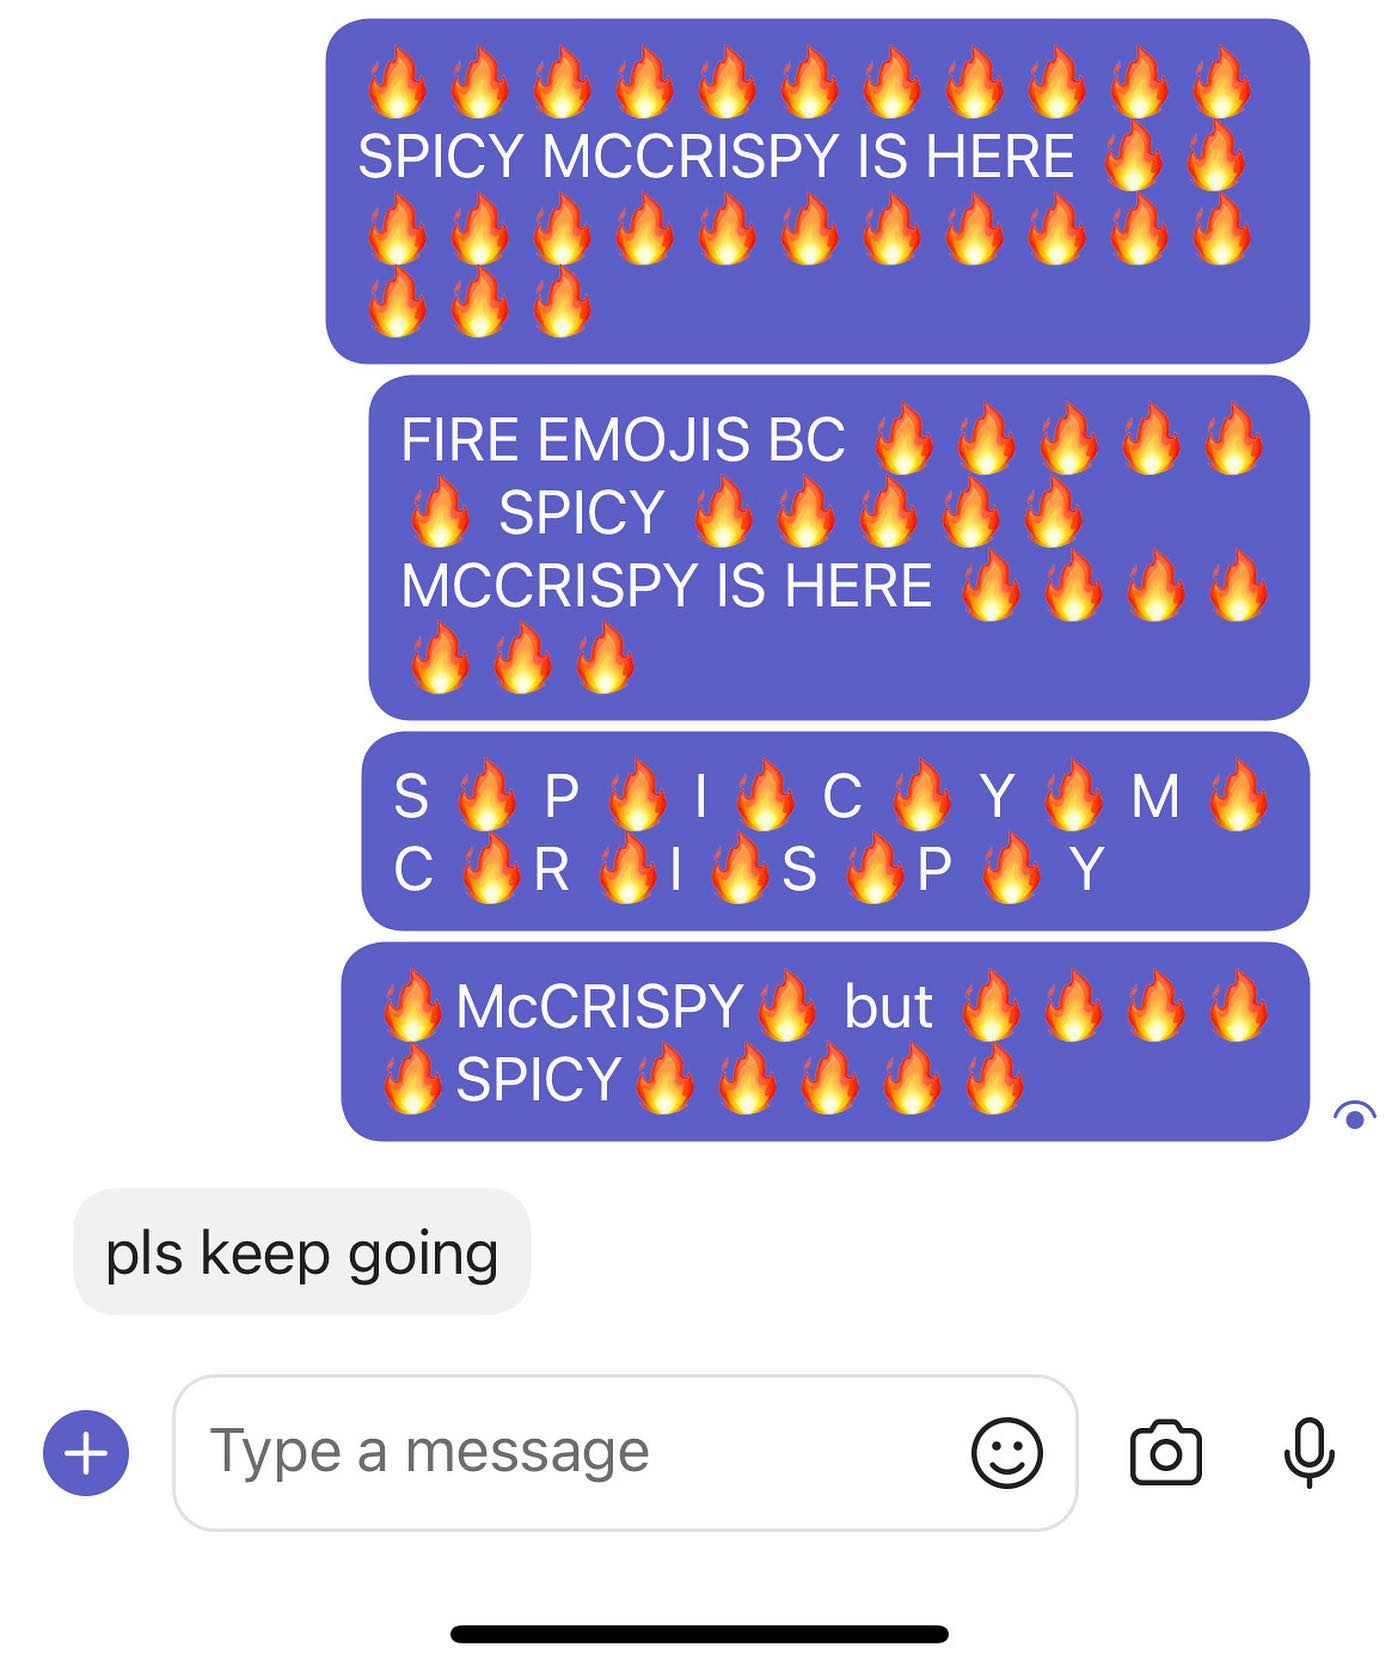 🔥🔥🔥🔥🔥🔥🔥🔥🔥🔥🔥
SPICY MCCRISPY IS HERE 🔥🔥
🔥🔥🔥🔥🔥🔥🔥🔥🔥🔥🔥
🔥🔥🔥
FIRE EMOJIS BC 🔥🔥🔥🔥🔥
🔥 SPICY 🔥🔥🔥🔥🔥
MCCRISPY IS HERE 🔥🔥🔥🔥
🔥🔥🔥
S 🔥 P 🔥 I 🔥 C 🔥 Y 🔥 M 🔥
C 🔥R 🔥I 🔥S 🔥P 🔥 Y
🔥McCRISPY🔥 but 🔥🔥🔥🔥
🔥SPICY🔥🔥🔥🔥🔥
pls keep going
Type a message